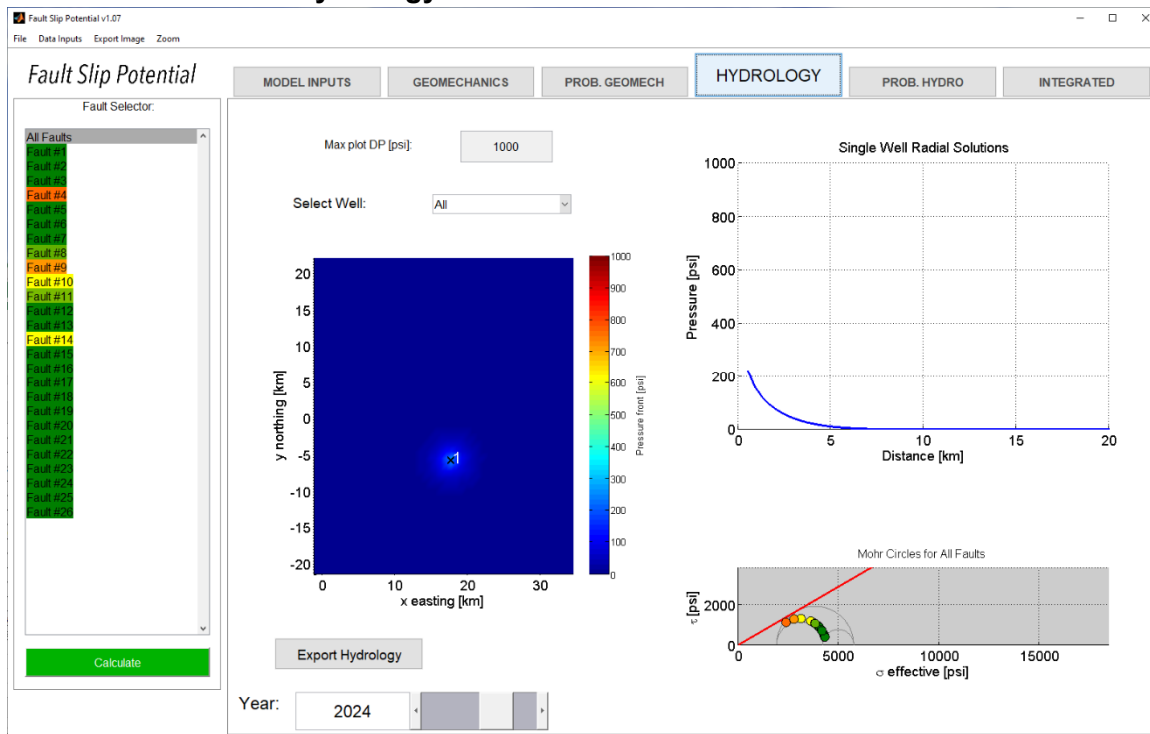 Fault Slip Potential v1.07
File Data Inputs Export Image Zoom
Fault Slip Potential
MODEL INPUTS GEOMECHANICS PROB. GEOMECH HYDROLOGY PROB. HYDRO INTEGRATED
Fault Selector:
All Faults
Fault #1
Fault #2
Fault #3
Fault #4
Fault #5
Fault #6
Fault #7
Fault #8
Fault #9
Fault #10
Fault #11
Fault #12
Fault #13
Fault #14
Fault #15
Fault #16
Fault #17
Fault #18
Fault #19
Fault #20
Fault #21
Fault #22
Fault #23
Fault #24
Fault #25
Fault #26
Calculate
Max plot DP [psi]: 1000
Select Well: All
20
15
10
5
0
-5
-10
-15
-20
y northing [km]
1
0 10 20 30
x easting [km]
1000
900
800
700
600
500
400
300
200
100
0
Pressure front [psi]
Export Hydrology
Year: 2024
Single Well Radial Solutions
1000
800
600
400
200
0
Pressure [psi]
0 5 10 15 20
Distance [km]
Mohr Circles for All Faults
2000
0
τ [psi]
0 5000 10000 15000
σ effective [psi]